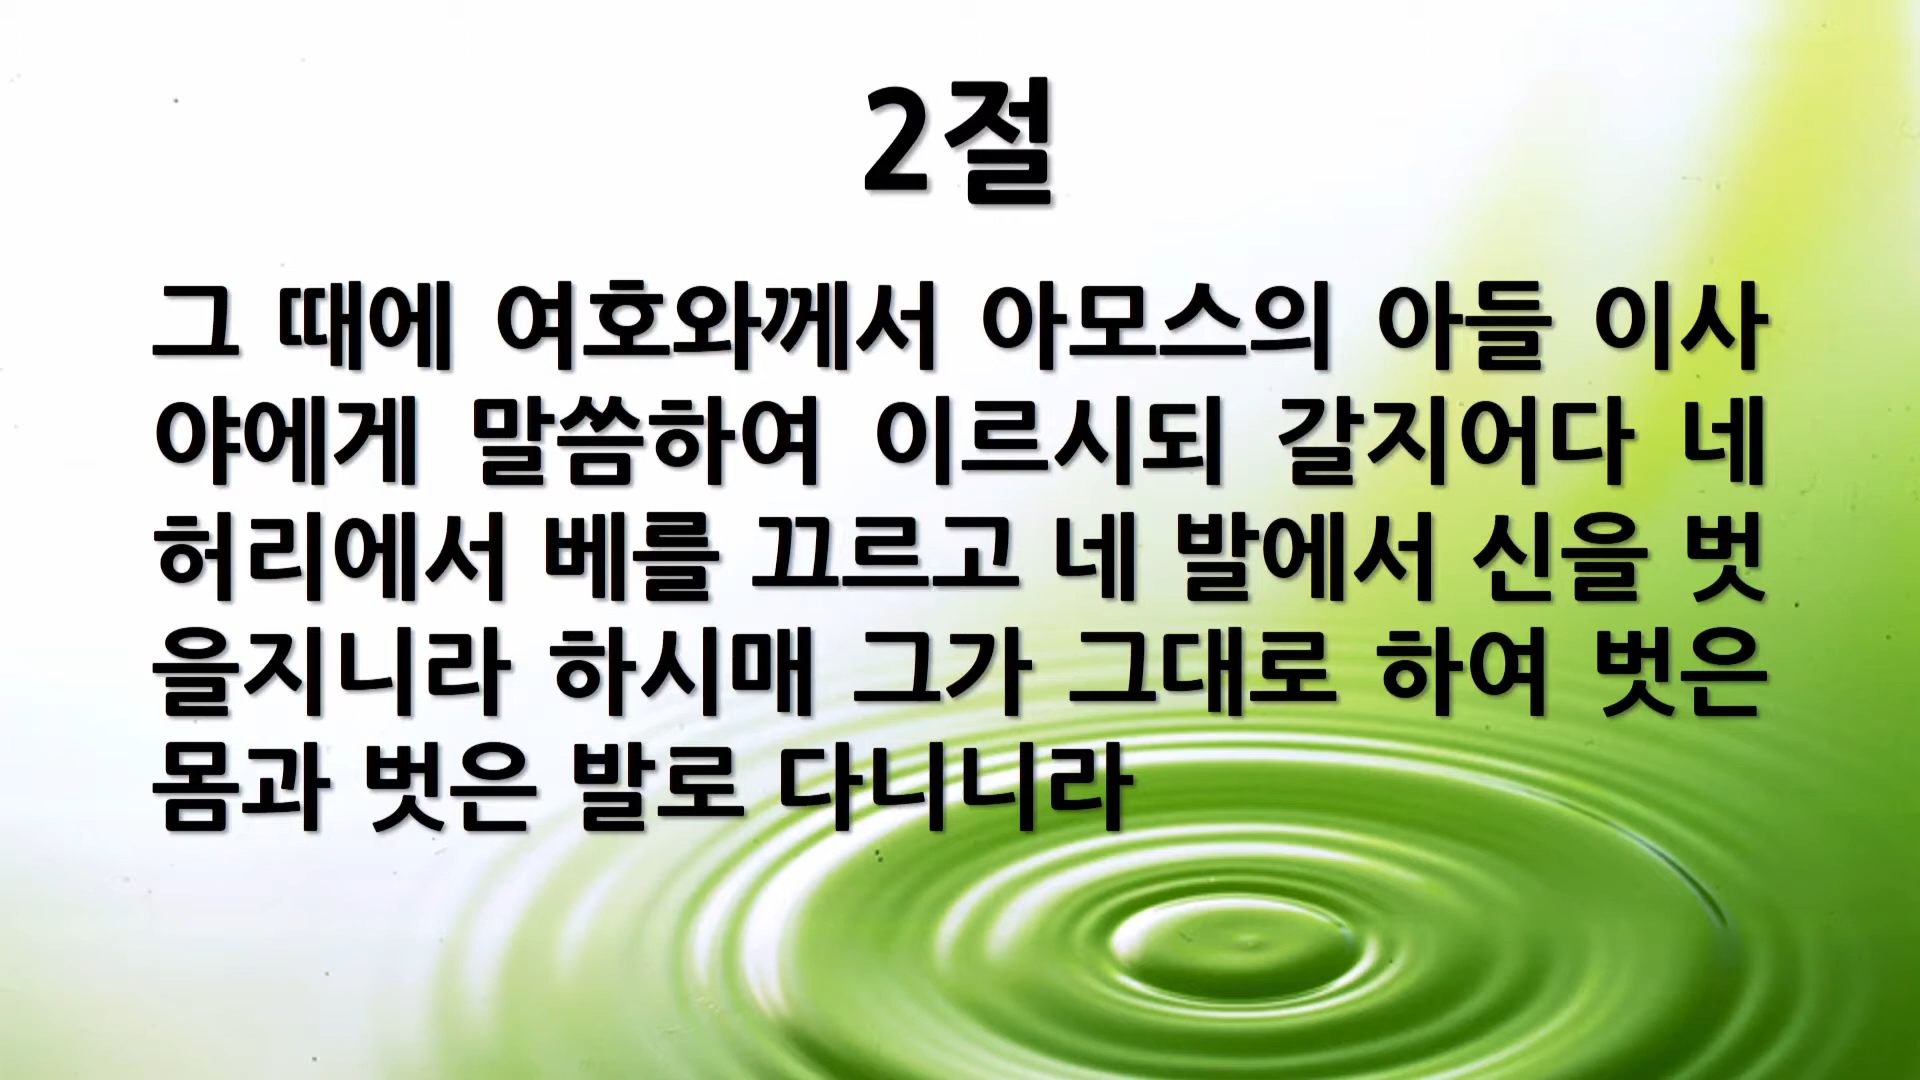 2절
그 때에 여호와께서 아모스의 아들 이사
야에게 말씀하여 이르시되 갈지어다 네
허리에서 베를 끄르고 네 발에서 신을 벗
을지니라 하시매 그가 그대로 하여 벗은
몸과 벗은 발로 다니니라